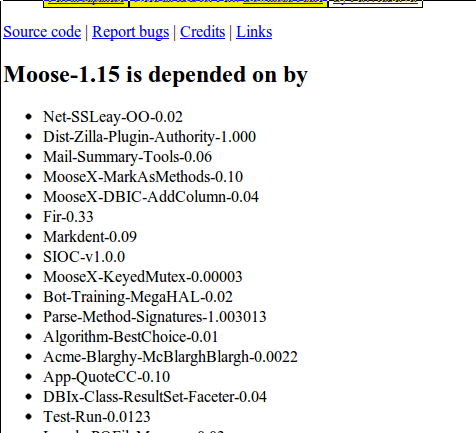 Source code | Report bugs | Credits | Links
Moose-1.15 is depended on by
Net-SSLeay-OO-0.02
Dist-Zilla-Plugin-Authority-1.000
Mail-Summary-Tools-0.06
MooseX-MarkAsMethods-0.10
MooseX-DBIC-AddColumn-0.04
Fir-0.33
Markdent-0.09
SIOC-v1.0.0
MooseX-KeyedMutex-0.00003
Bot-Training-MegaHAL-0.02
Parse-Method-Signatures-1.003013
Algorithm-BestChoice-0.01
Acme-Blarghy-McBlarghBlargh-0.0022
App-QuoteCC-0.10
DBIx-Class-ResultSet-Faceter-0.04
Test-Run-0.0123